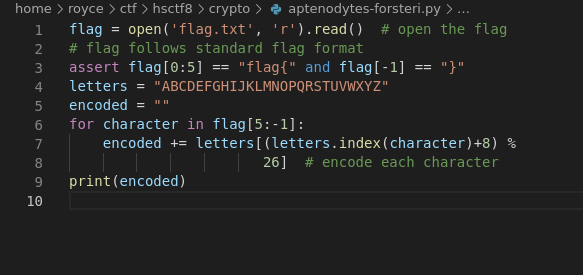 home > royce > ctf > hsctf8 > crypto > aptenodytes-forsteri.py > ...
1 flag = open('flag.txt', 'r').read()  # open the flag
2 # flag follows standard flag format
3 assert flag[0:5] == "flag{" and flag[-1] == "}"
4 letters = "ABCDEFGHIJKLMNOPQRSTUVWXYZ"
5 encoded = ""
6 for character in flag[5:-1]:
7     encoded += letters[(letters.index(character)+8) %
8                        26]  # encode each character
9 print(encoded)
10